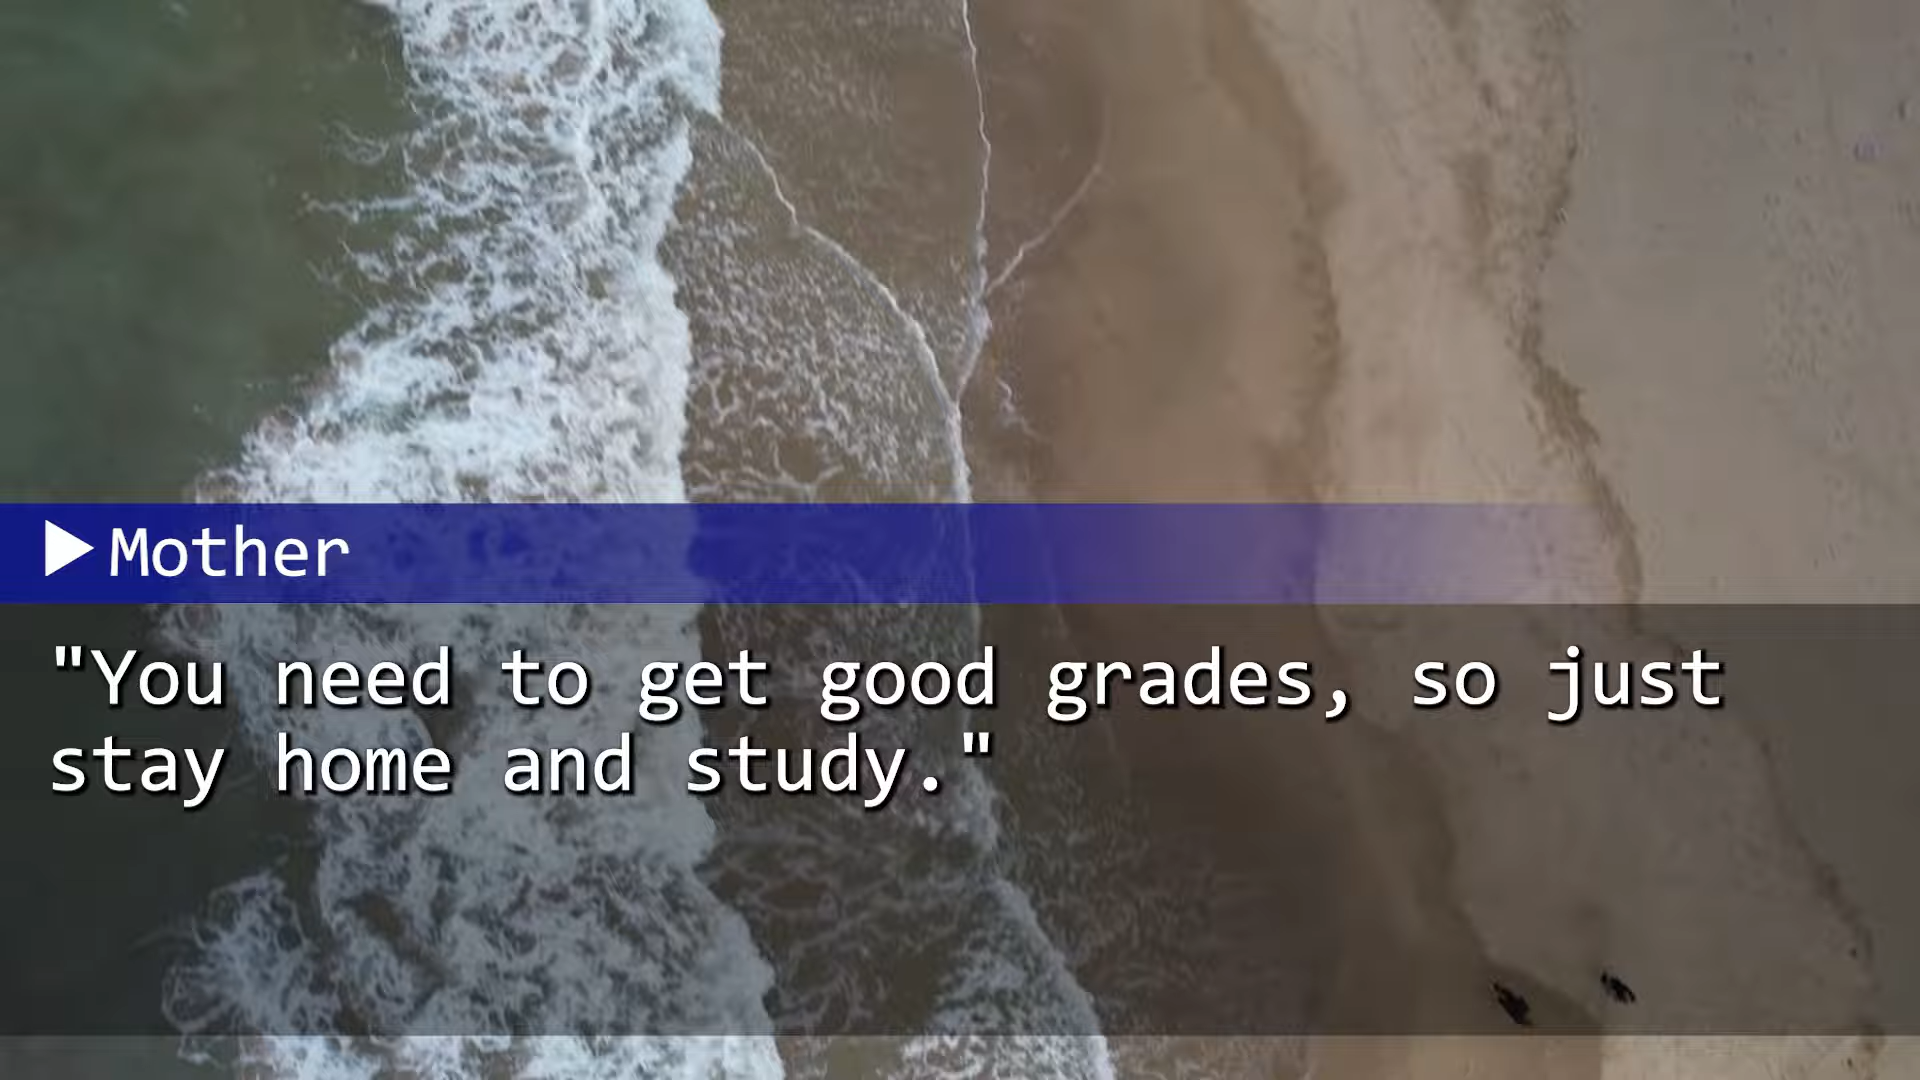 ▶Mother
"You need to get good grades, so just
stay home and study."